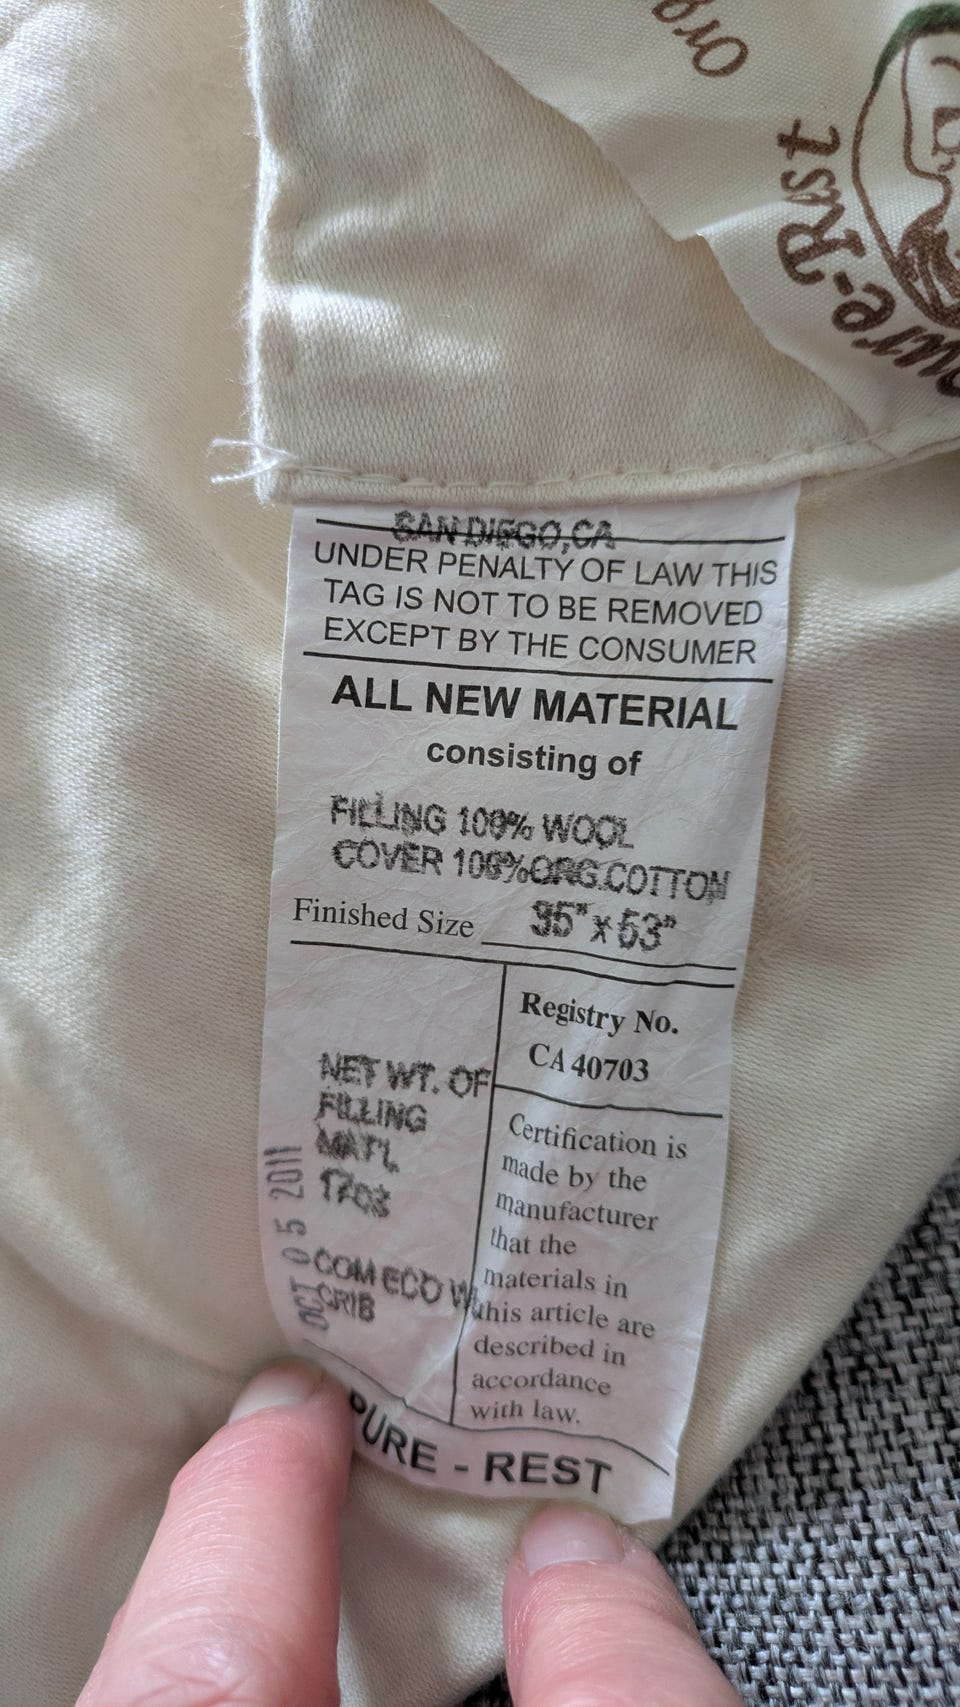 Org
Pure-Rest
SAN DIEGO,CA
UNDER PENALTY OF LAW THIS
TAG IS NOT TO BE REMOVED
EXCEPT BY THE CONSUMER
ALL NEW MATERIAL
consisting of
FILLING 100% WOOL
COVER 100%ORG.COTTON
Finished Size 35" x 53"
Registry No.
CA 40703
NET WT. OF
FILLING
MAT'L
17OZ
COM ECO W
CRIB
OCT 05 2011
Certification is
made by the
manufacturer
that the
materials in
this article are
described in
accordance
with law.
PURE - REST